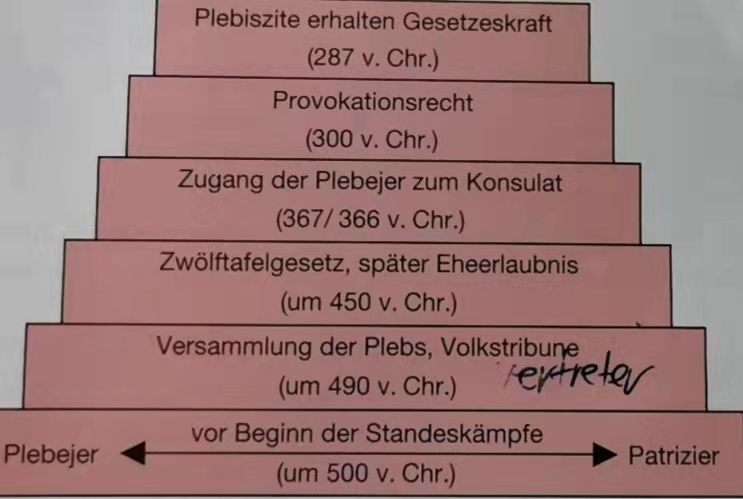 Plebiszite erhalten Gesetzeskraft
(287 v. Chr.)
Provokationsrecht
(300 v. Chr.)
Zugang der Plebejer zum Konsulat
(367/ 366 v. Chr.)
Zwölftafelgesetz, später Eheerlaubnis
(um 450 v. Chr.)
Versammlung der Plebs, Volkstribune
(um 490 v. Chr.)
vor Beginn der Standeskämpfe
Plebejer Patrizier
(um 500 v. Chr.)